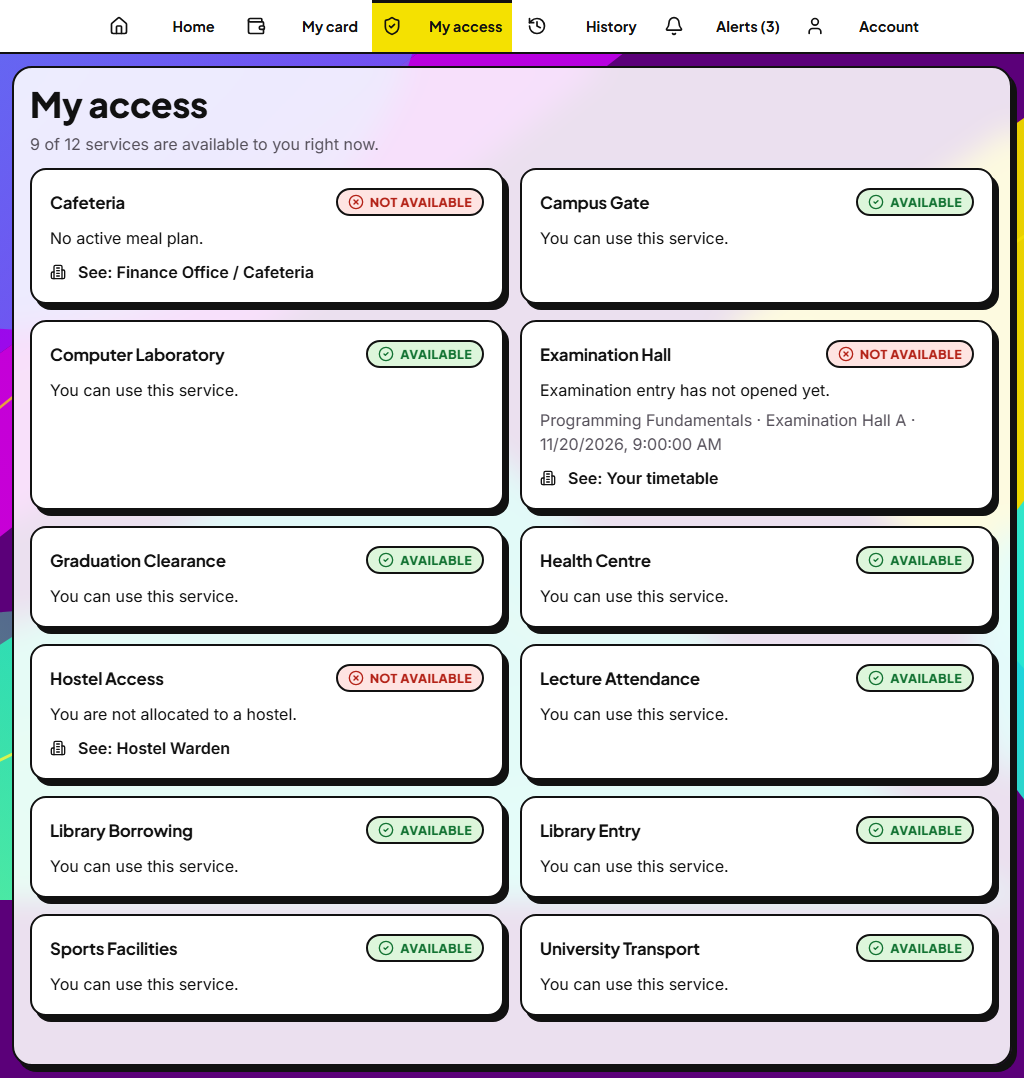 Home My card My access History Alerts (3) Account
My access
9 of 12 services are available to you right now.
Cafeteria NOT AVAILABLE
No active meal plan.
See: Finance Office / Cafeteria
Campus Gate AVAILABLE
You can use this service.
Computer Laboratory AVAILABLE
You can use this service.
Examination Hall NOT AVAILABLE
Examination entry has not opened yet.
Programming Fundamentals · Examination Hall A ·
11/20/2026, 9:00:00 AM
See: Your timetable
Graduation Clearance AVAILABLE
You can use this service.
Health Centre AVAILABLE
You can use this service.
Hostel Access NOT AVAILABLE
You are not allocated to a hostel.
See: Hostel Warden
Lecture Attendance AVAILABLE
You can use this service.
Library Borrowing AVAILABLE
You can use this service.
Library Entry AVAILABLE
You can use this service.
Sports Facilities AVAILABLE
You can use this service.
University Transport AVAILABLE
You can use this service.